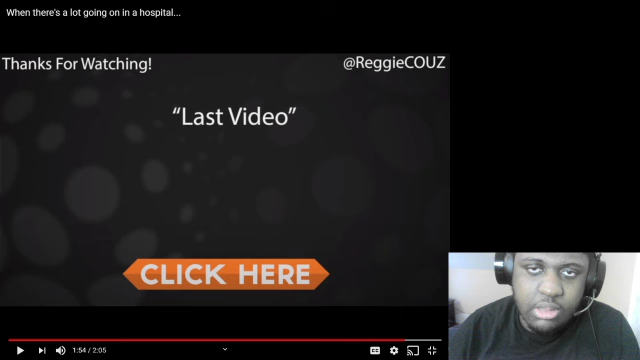 When there's a lot going on in a hospital...
Thanks For Watching!
@ReggieCOUZ
“Last Video”
CLICK HERE
1:54 / 2:05
CC